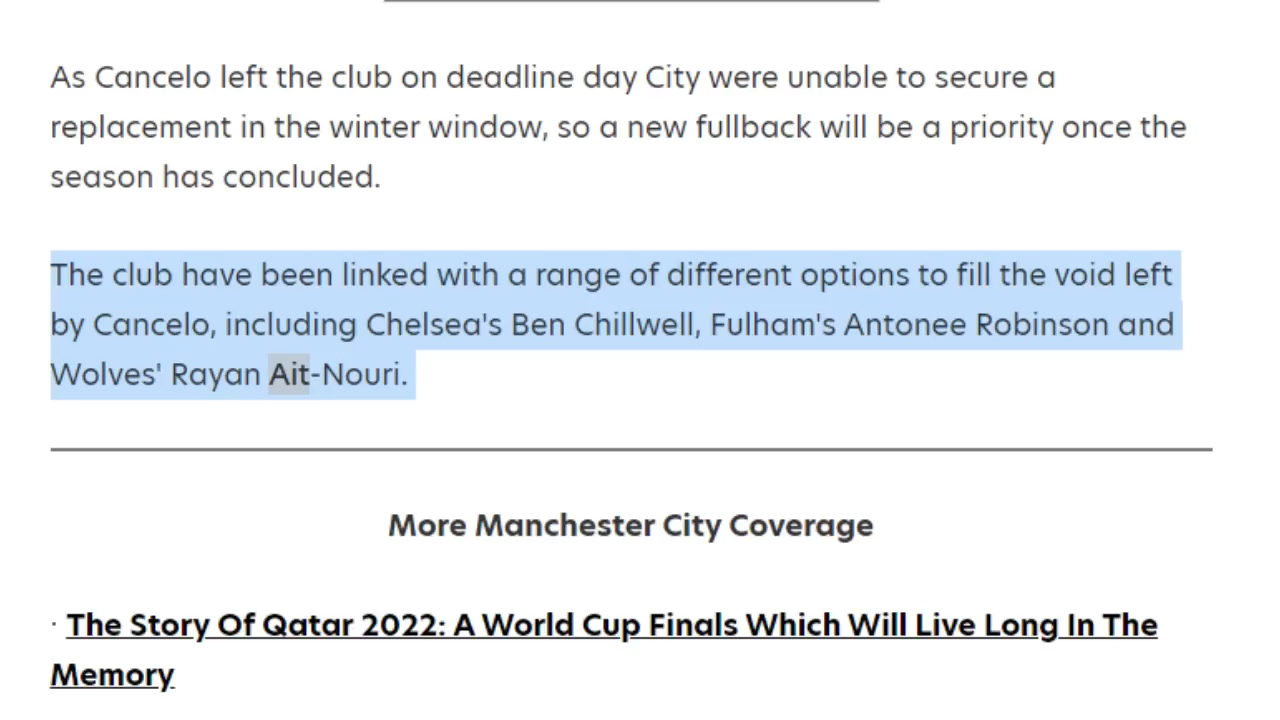 As Cancelo left the club on deadline day City were unable to secure a
replacement in the winter window, so a new fullback will be a priority once the
season has concluded.
The club have been linked with a range of different options to fill the void left
by Cancelo, including Chelsea's Ben Chillwell, Fulham's Antonee Robinson and
Wolves' Rayan Ait-Nouri.
More Manchester City Coverage
· The Story Of Qatar 2022: A World Cup Finals Which Will Live Long In The
Memory